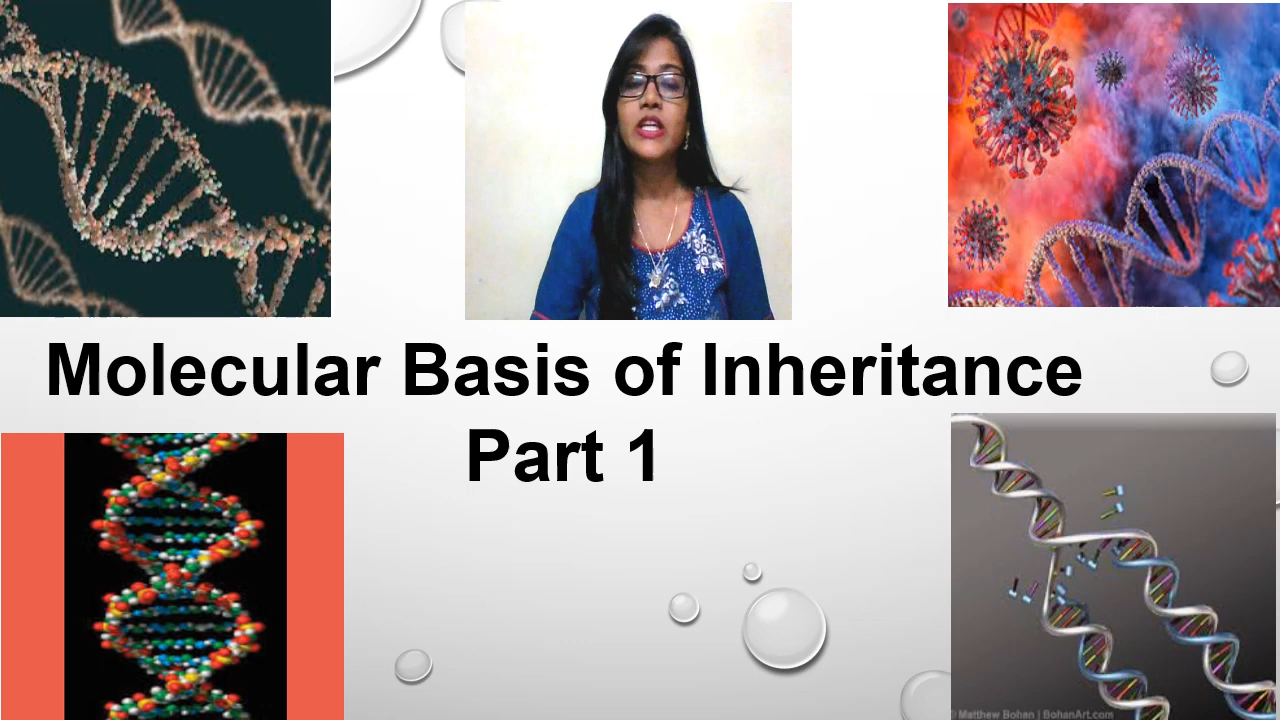 Molecular Basis of Inheritance
Part 1
© Matthew Bohan | BohanArt.com